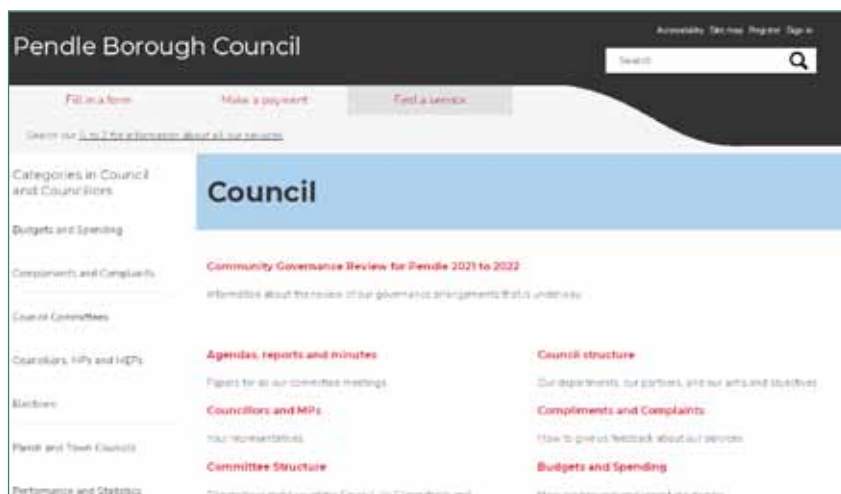 Pendle Borough Council
Accessibility Site map Register Sign in
Search
Fill in a form
Make a payment
Find a service
Search our A to Z for information about all our services
Categories in Council
and Councillors
Budgets and Spending
Compliments and Complaints
Council Committees
Councillors, MPs and MEPs
Elections
Parish and Town Councils
Performance and Statistics
Council
Community Governance Review for Pendle 2021 to 2022
Information about the review of our governance arrangements that is underway
Agendas, reports and minutes
Papers for all our committee meetings
Councillors and MPs
Your representatives
Committee Structure
Council structure
Our departments, our partners, and our aims and objectives
Compliments and Complaints
How to give us feedback about our services
Budgets and Spending